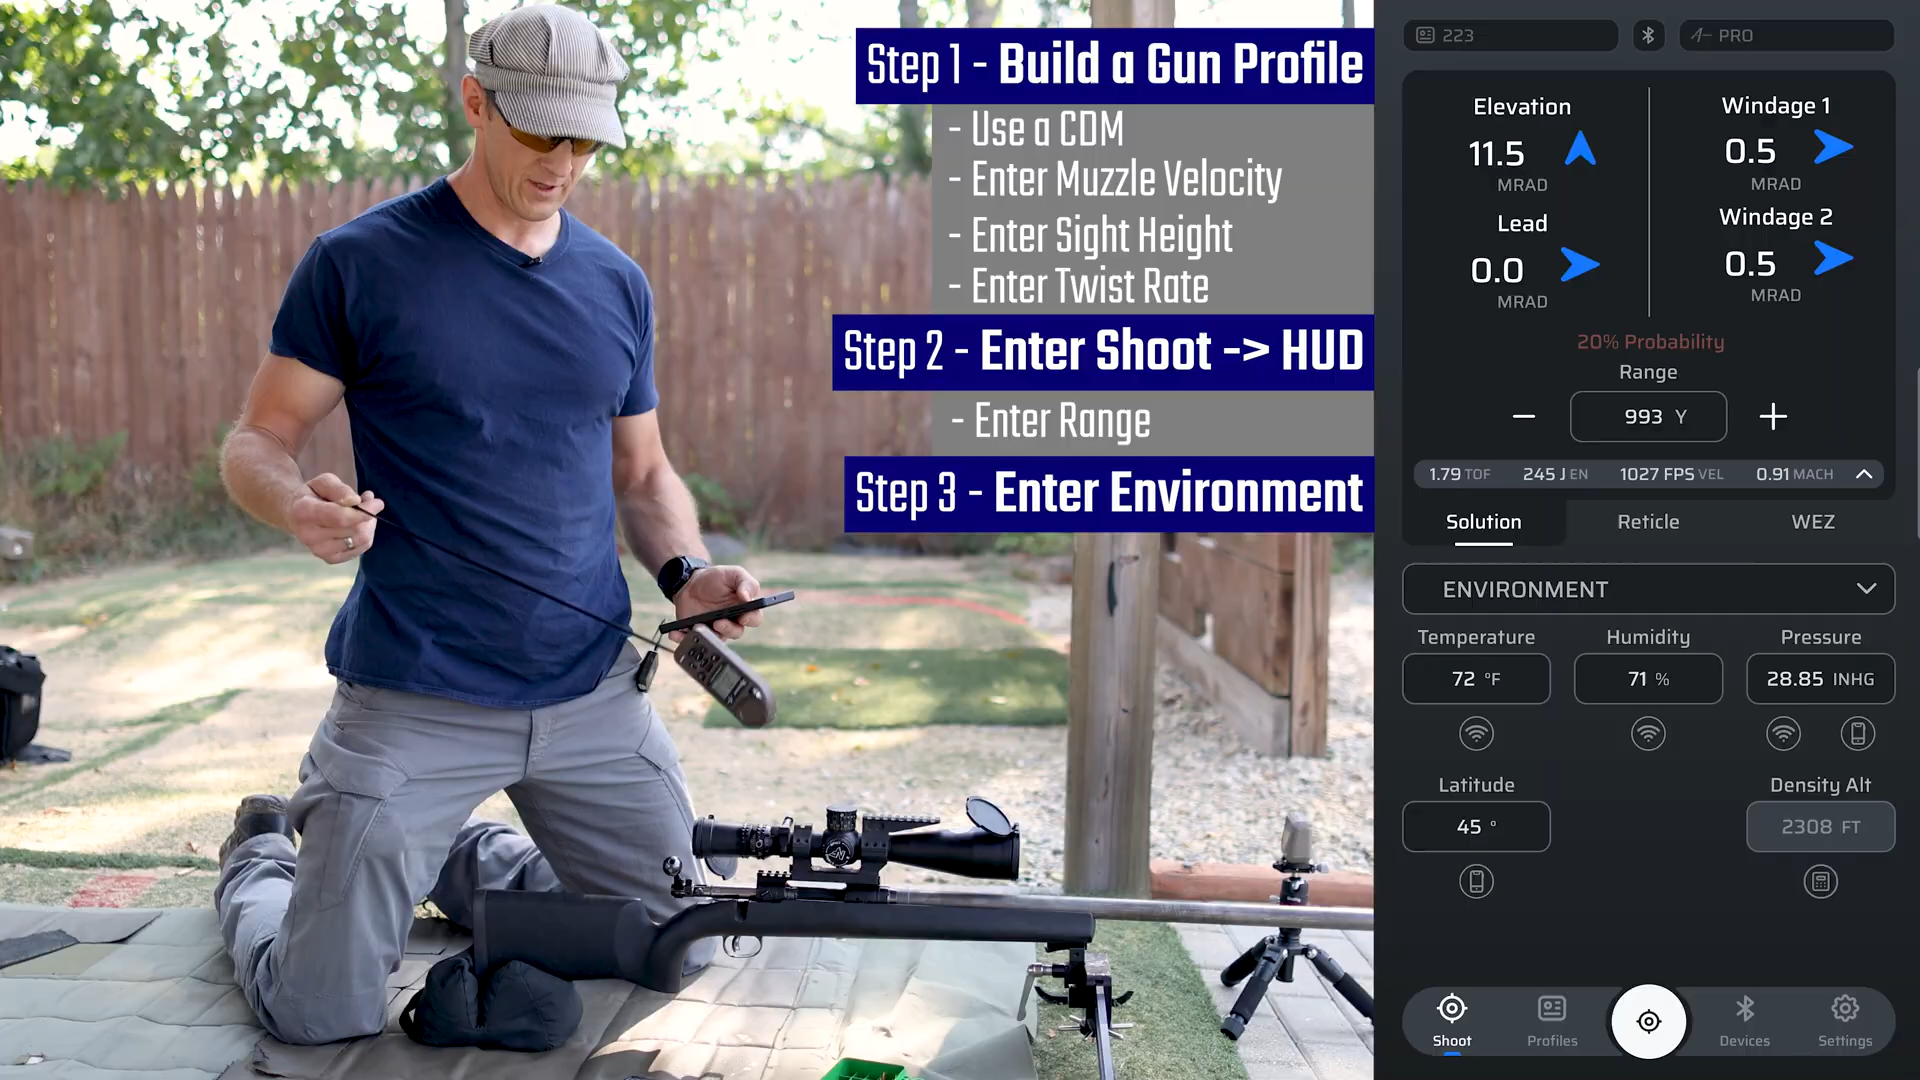 Step 1 - Build a Gun Profile
- Use a CDM
- Enter Muzzle Velocity
- Enter Sight Height
- Enter Twist Rate
Step 2 - Enter Shoot -> HUD
- Enter Range
Step 3 - Enter Environment
223
PRO
Elevation
11.5
MRAD
Windage 1
0.5
MRAD
Lead
0.0
MRAD
Windage 2
0.5
MRAD
20% Probability
Range
− 993 Y +
1.79 TOF 245 J EN 1027 FPS VEL 0.91 MACH
Solution Reticle WEZ
ENVIRONMENT
Temperature Humidity Pressure
72 °F 71 % 28.85 INHG
Latitude Density Alt
45 ° 2308 FT
Shoot Profiles Devices Settings